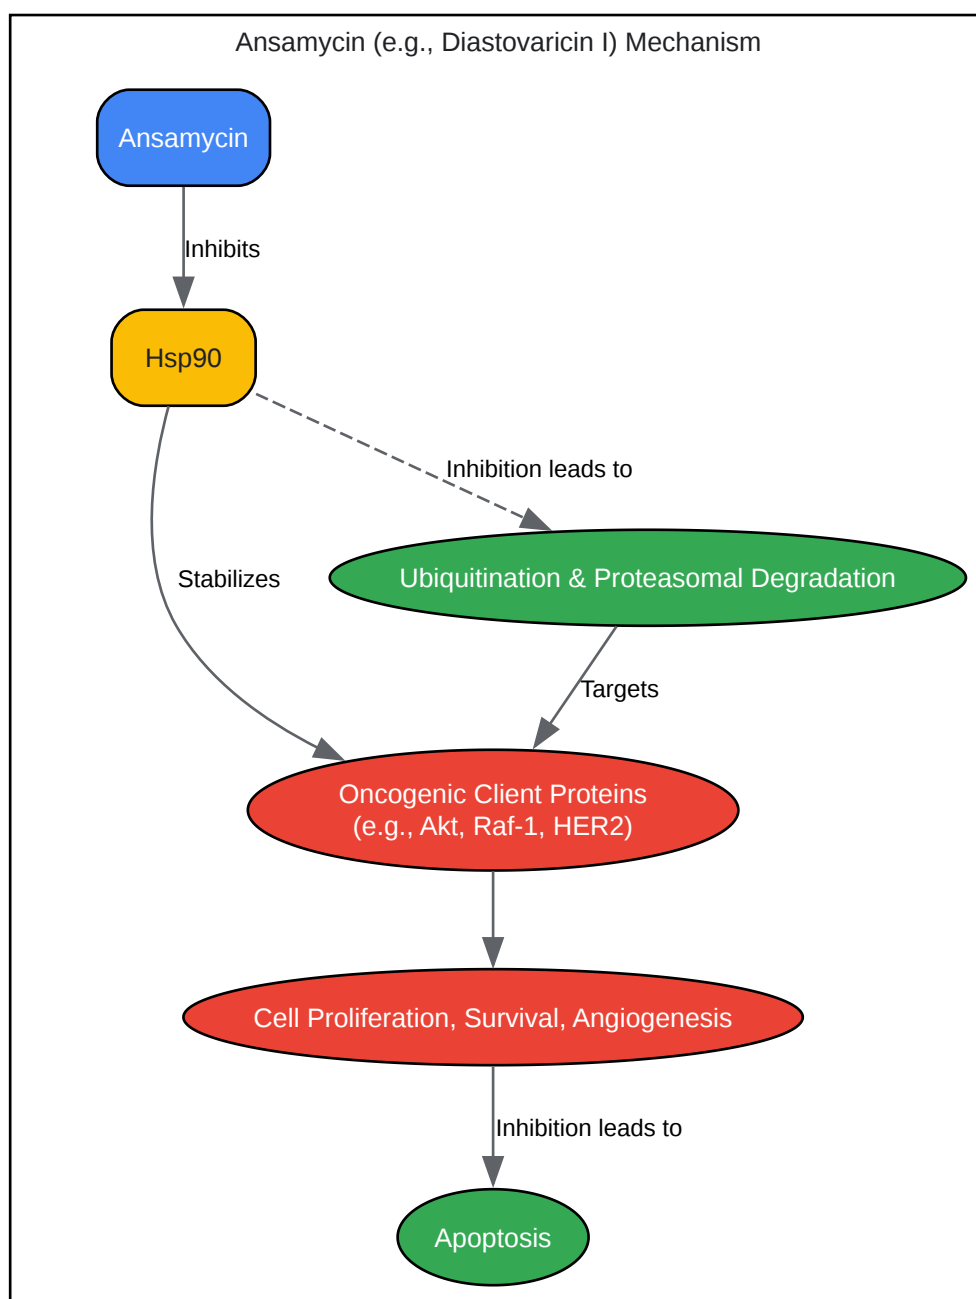 Ansamycin (e.g., Diastovaricin I) Mechanism
Ansamycin
Inhibits
Hsp90
Inhibition leads to
Stabilizes
Ubiquitination & Proteasomal Degradation
Targets
Oncogenic Client Proteins
(e.g., Akt, Raf-1, HER2)
Cell Proliferation, Survival, Angiogenesis
Inhibition leads to
Apoptosis